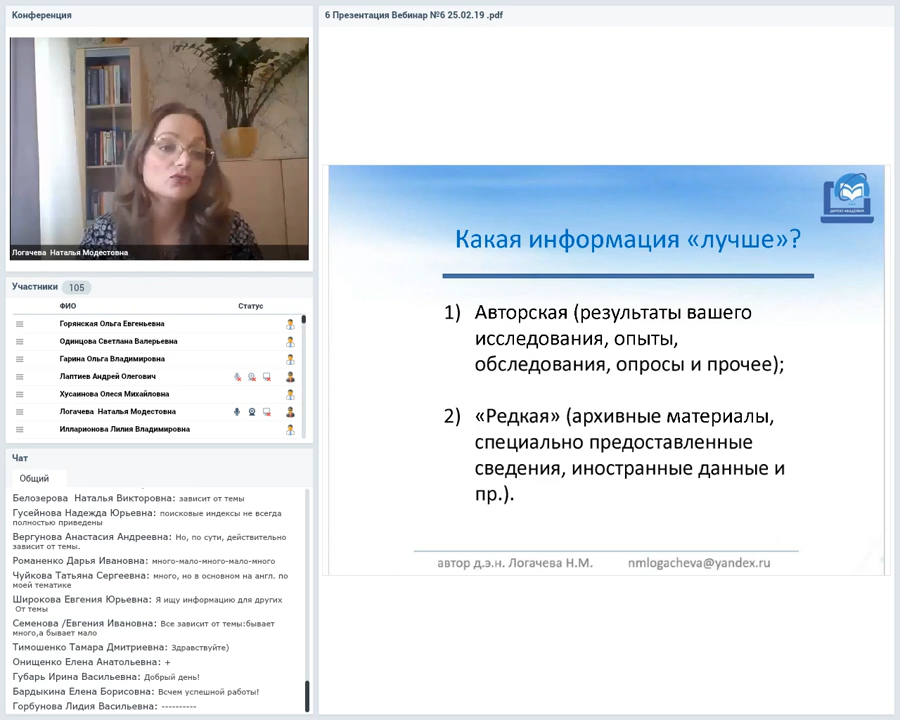 Конференция
Логачева Наталья Модестовна
Участники 105
ФИО Статус
Горянская Ольга Евгеньевна
Одинцова Светлана Валерьевна
Гарина Ольга Владимировна
Лаптиев Андрей Олегович
Хусаинова Олеся Михайловна
Логачева Наталья Модестовна
Илларионова Лилия Владимировна
Чат
Общий
Белозерова Наталья Викторовна: зависит от темы
Гусейнова Надежда Юрьевна: поисковые индексы не всегда
полностью приведены
Вергунова Анастасия Андреевна: Но, по сути, действительно
зависит от темы.
Романенко Дарья Ивановна: много-мало-много-мало-много
Чуйкова Татьяна Сергеевна: много, но в основном на англ. по
моей тематике
Широкова Евгения Юрьевна: Я ищу информацию для других
От темы
Семенова /Евгения Ивановна: Все зависит от темы:бывает
много,а бывает мало
Тимошенко Тамара Дмитриевна: Здравствуйте)
Онищенко Елена Анатольевна: +
Губарь Ирина Васильевна: Добрый день!
Бардыкина Елена Борисовна: Всчем успешной работы!
Горбунова Лидия Васильевна: ----------
6 Презентация Вебинар №6 25.02.19 .pdf
Какая информация «лучше»?
1) Авторская (результаты вашего
исследования, опыты,
обследования, опросы и прочее);
2) «Редкая» (архивные материалы,
специально предоставленные
сведения, иностранные данные и
пр.).
автор д.э.н. Логачева Н.М. nmlogacheva@yandex.ru